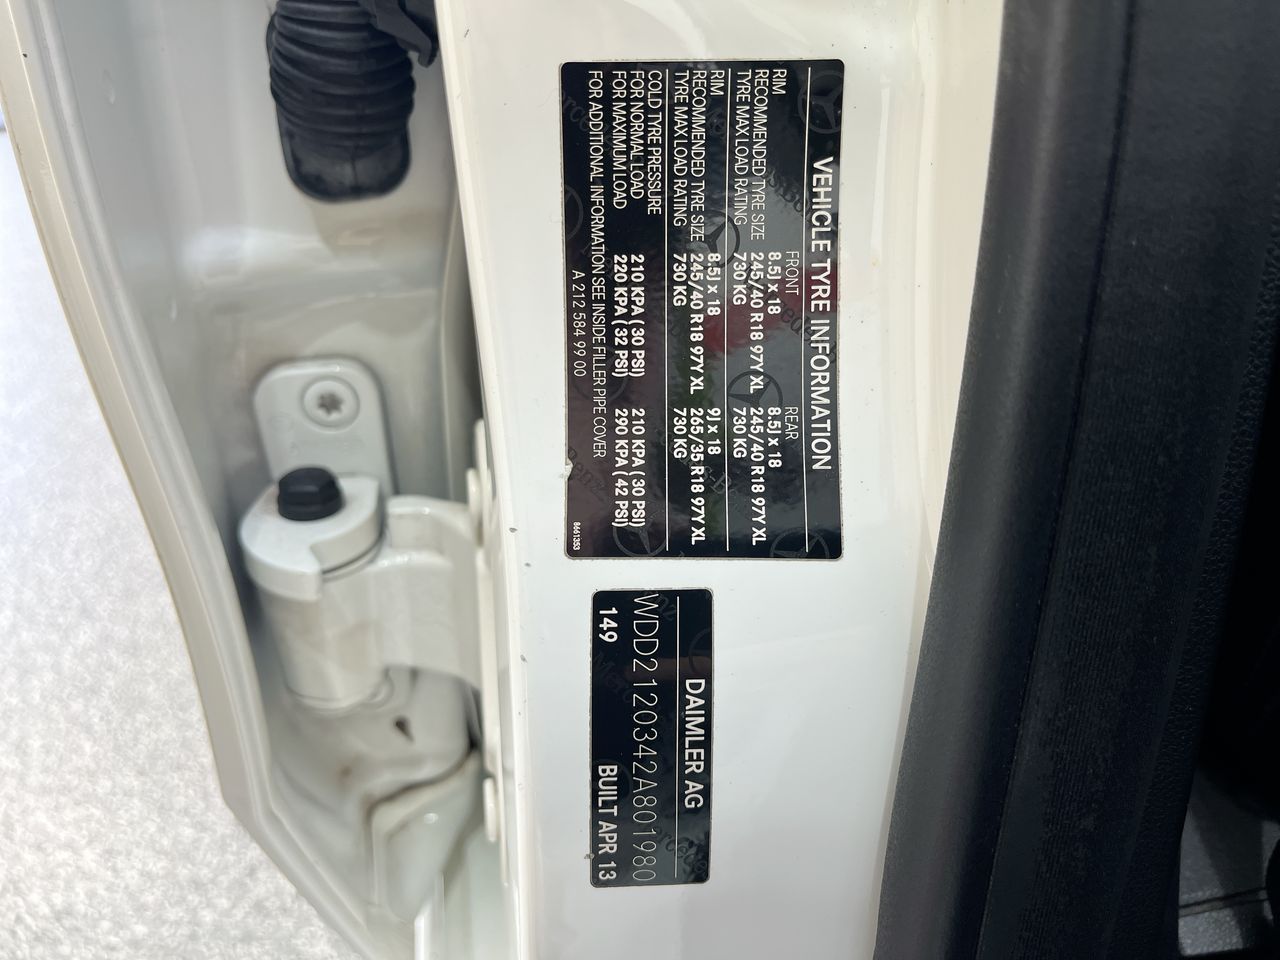 VEHICLE TYRE INFORMATION
FRONT REAR
RIM 8.5J x 18 8.5J x 18
RECOMMENDED TYRE SIZE 245/40 R18 97Y XL 245/40 R18 97Y XL
TYRE MAX LOAD RATING 730 KG 730 KG
RIM 8.5J x 18 9J x 18
RECOMMENDED TYRE SIZE 245/40 R18 97Y XL 265/35 R18 97Y XL
TYRE MAX LOAD RATING 730 KG 730 KG
COLD TYRE PRESSURE
FOR NORMAL LOAD 210 KPA ( 30 PSI) 210 KPA ( 30 PSI)
FOR MAXIMUM LOAD 220 KPA ( 32 PSI) 290 KPA ( 42 PSI)
FOR ADDITIONAL INFORMATION SEE INSIDE FILLER PIPE COVER
A 212 584 99 00
8661353
DAIMLER AG
WDD2120342A801980
149 BUILT APR 13